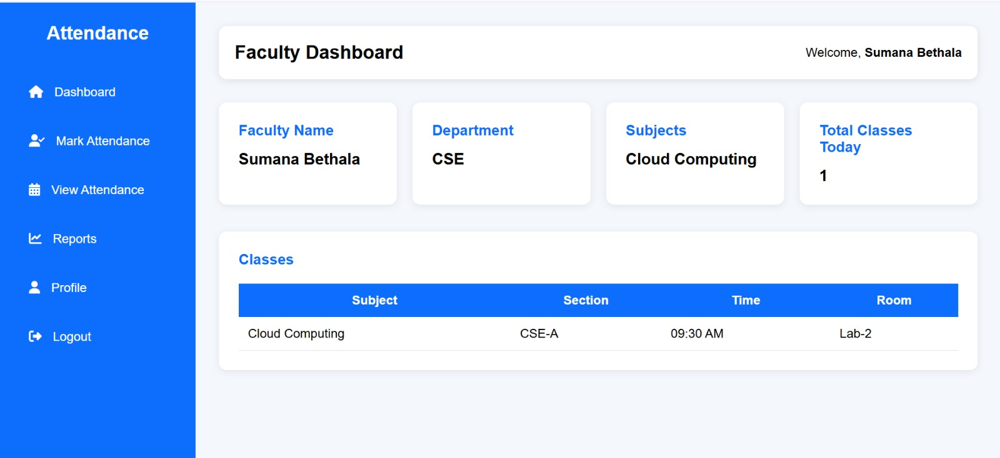 Attendance
Dashboard
Mark Attendance
View Attendance
Reports
Profile
Logout
Faculty Dashboard
Welcome, Sumana Bethala
Faculty Name
Sumana Bethala
Department
CSE
Subjects
Cloud Computing
Total Classes
Today
1
Classes
Subject Section Time Room
Cloud Computing CSE-A 09:30 AM Lab-2